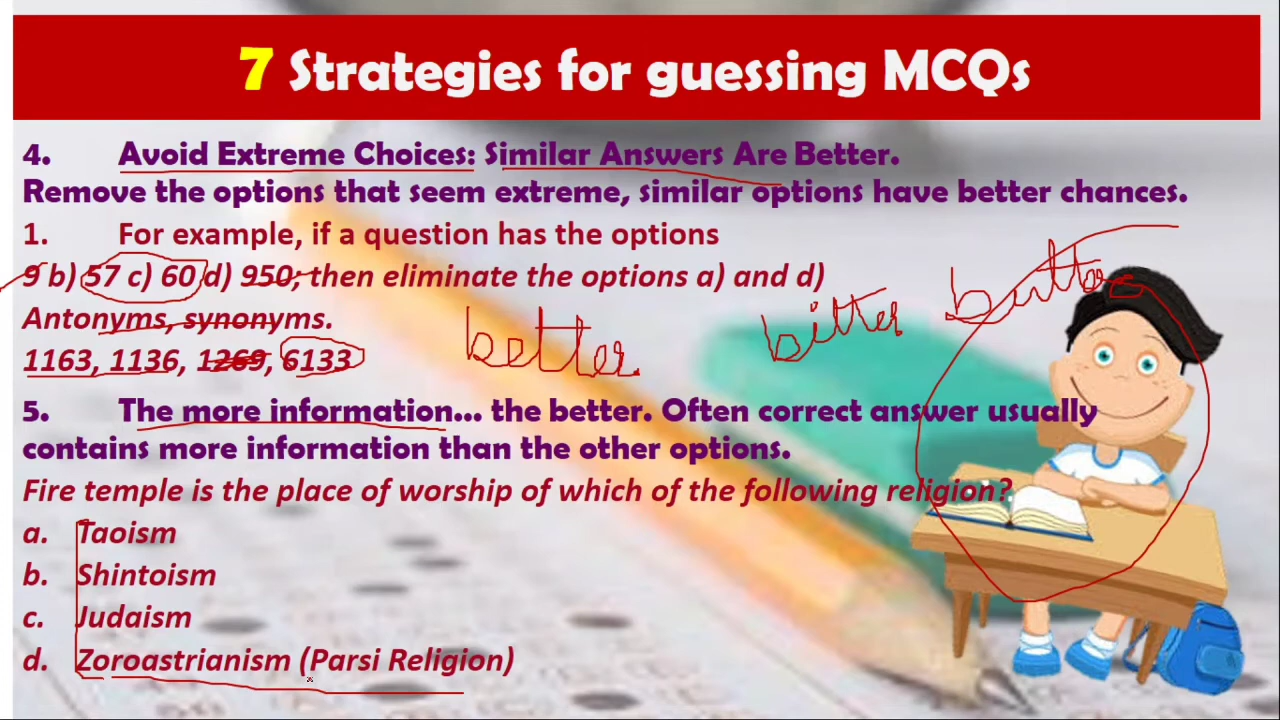 7 Strategies for guessing MCQs
4. Avoid Extreme Choices: Similar Answers Are Better.
Remove the options that seem extreme, similar options have better chances.
1. For example, if a question has the options
9 b) 57 c) 60 d) 950; then eliminate the options a) and d)
Antonyms, synonyms.
1163, 1136, 1269, 6133
better. bitter butter
5. The more information... the better. Often correct answer usually
contains more information than the other options.
Fire temple is the place of worship of which of the following religion?
a. Taoism
b. Shintoism
c. Judaism
d. Zoroastrianism (Parsi Religion)